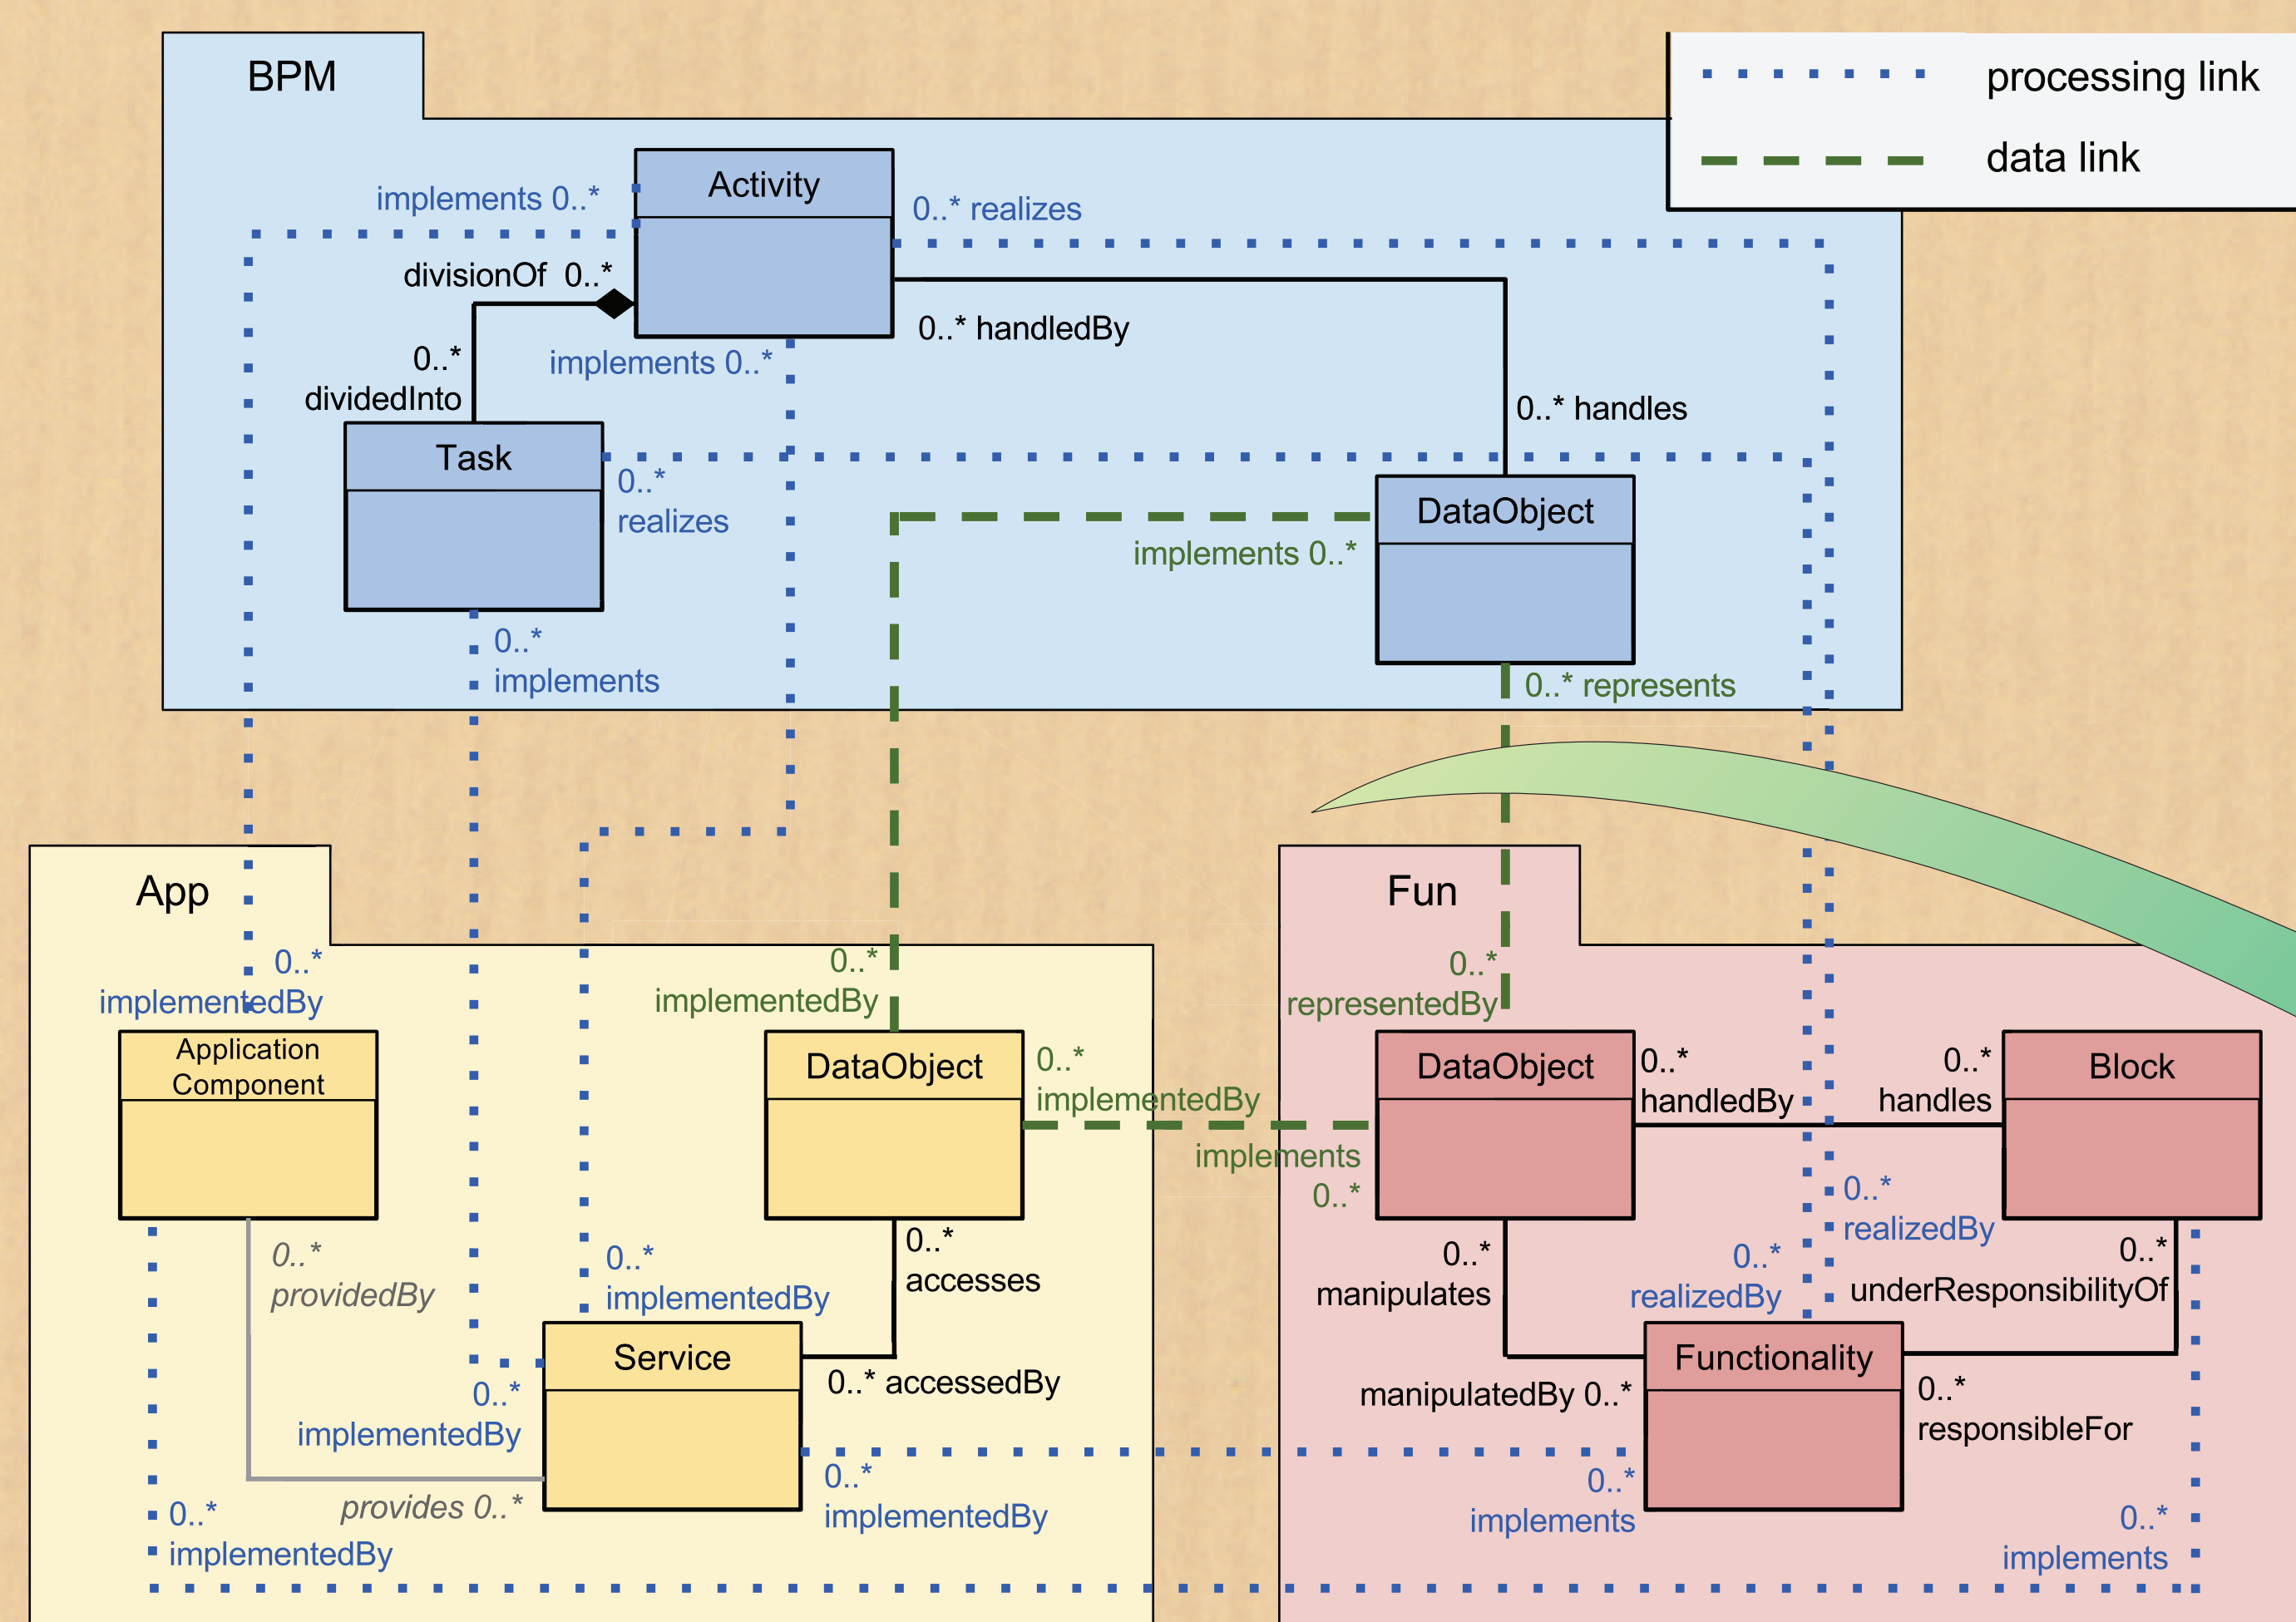 BPM
processing link
data link
Activity
implements 0..*
0..* realizes
divisionOf 0..*
0..* handledBy
0..*
dividedInto
implements 0..*
0..* handles
Task
0..*
realizes
DataObject
implements 0..*
0..*
implements
0..* represents
App
Fun
0..*
implementedBy
0..*
implementedBy
0..*
representedBy
Application
Component
DataObject
0..*
implementedBy
DataObject
0..*
handledBy
0..*
handles
Block
implements
0..*
0..*
realizedBy
0..*
providedBy
0..*
implementedBy
0..*
accesses
0..*
manipulates
0..*
realizedBy
0..*
underResponsibilityOf
Service
0..* accessedBy
Functionality
0..*
implementedBy
manipulatedBy 0..*
0..*
responsibleFor
provides 0..*
0..*
implementedBy
0..*
implements
0..*
implementedBy
0..*
implements